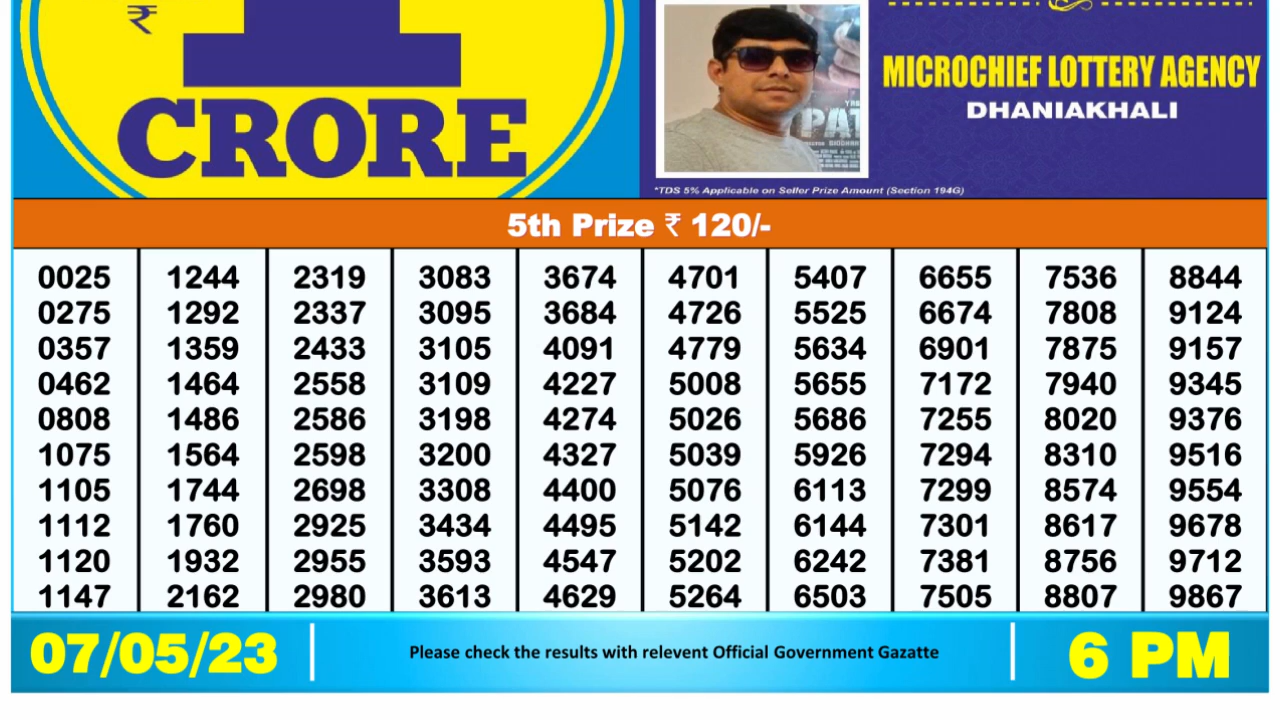 ₹
1
CRORE
MICROCHIEF LOTTERY AGENCY
DHANIAKHALI
*TDS 5% Applicable on Seller Prize Amount (Section 194G)
5th Prize ₹ 120/-
0025 1244 2319 3083 3674 4701 5407 6655 7536 8844
0275 1292 2337 3095 3684 4726 5525 6674 7808 9124
0357 1359 2433 3105 4091 4779 5634 6901 7875 9157
0462 1464 2558 3109 4227 5008 5655 7172 7940 9345
0808 1486 2586 3198 4274 5026 5686 7255 8020 9376
1075 1564 2598 3200 4327 5039 5926 7294 8310 9516
1105 1744 2698 3308 4400 5076 6113 7299 8574 9554
1112 1760 2925 3434 4495 5142 6144 7301 8617 9678
1120 1932 2955 3593 4547 5202 6242 7381 8756 9712
1147 2162 2980 3613 4629 5264 6503 7505 8807 9867
07/05/23
Please check the results with relevent Official Government Gazatte
6 PM